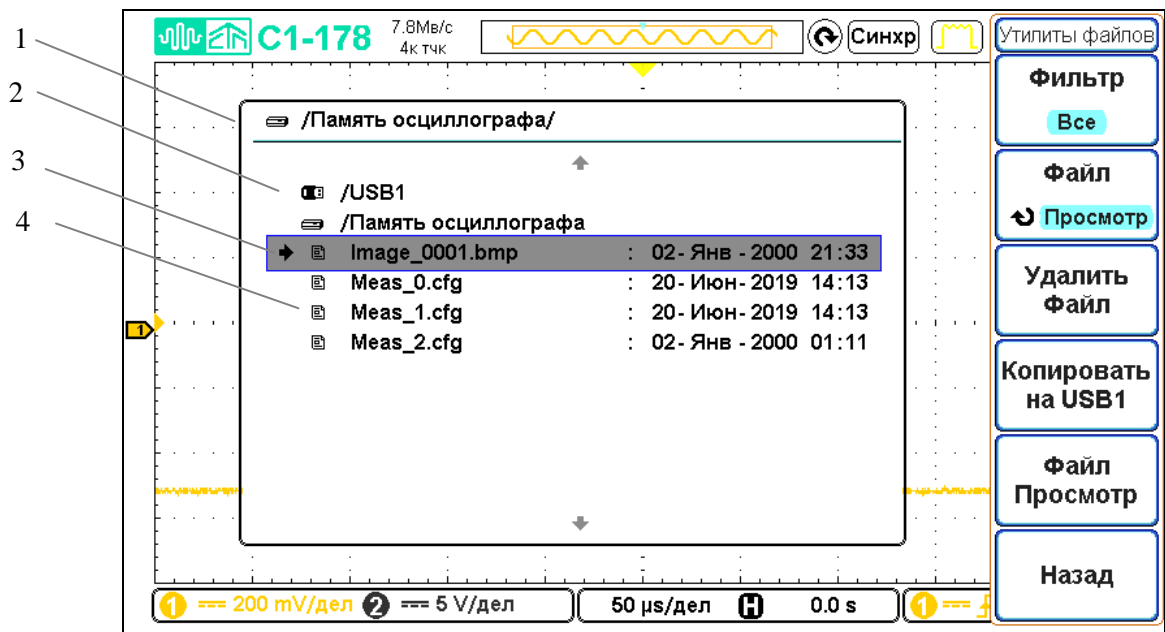 1
2
3
4
С1-178
7.8Мв/с
4к тчк
Синхр
/Память осциллографа/
/USB1
/Память осциллографа
Image_0001.bmp : 02- Янв - 2000 21:33
Meas_0.cfg : 20- Июн- 2019 14:13
Meas_1.cfg : 20- Июн- 2019 14:13
Meas_2.cfg : 02- Янв - 2000 01:11
1
1 200 mV/дел 2 5 V/дел
50 µs/дел H 0.0 s
1
Утилиты файлов
Фильтр
Все
Файл
Просмотр
Удалить
Файл
Копировать
на USB1
Файл
Просмотр
Назад